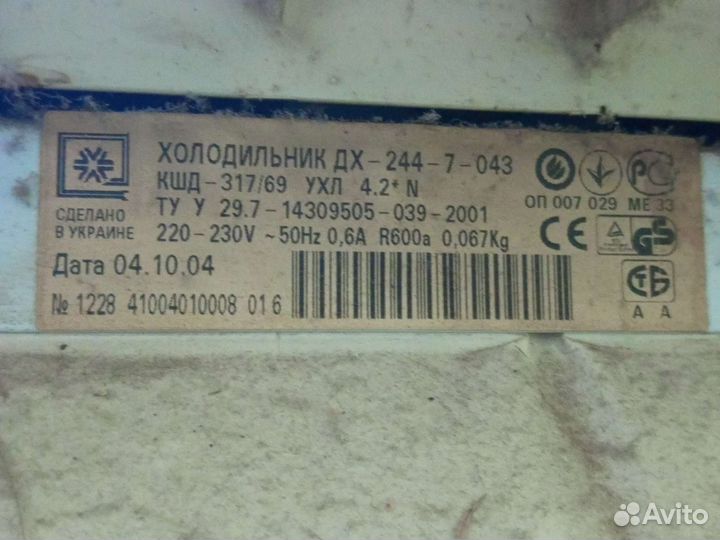 ХОЛОДИЛЬНИК ДХ-244-7-043
КШД-317/69 УХЛ 4.2* N
ТУ У 29.7-14309505-039-2001
220-230V ~50Hz 0,6A R600a 0,067Kg
СДЕЛАНО
В УКРАИНЕ
Дата 04.10.04
№ 1228 41004010008 01 6
ОП 007 029 МЕ 33
CE
GS
A A
Avito